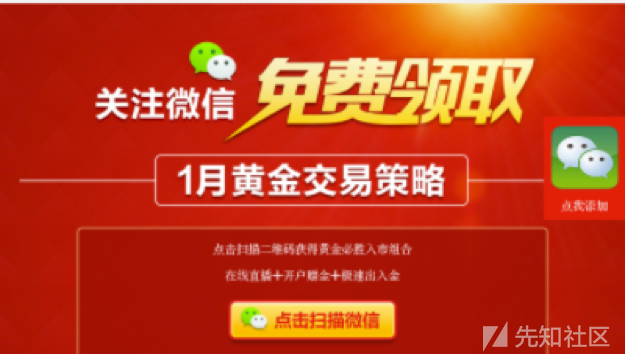 关注微信 免费领取
1月黄金交易策略
点我添加
点击扫描二维码获得黄金必胜入市组合
在线直播+开户赠金+极速出入金
点击扫描微信
先知社区